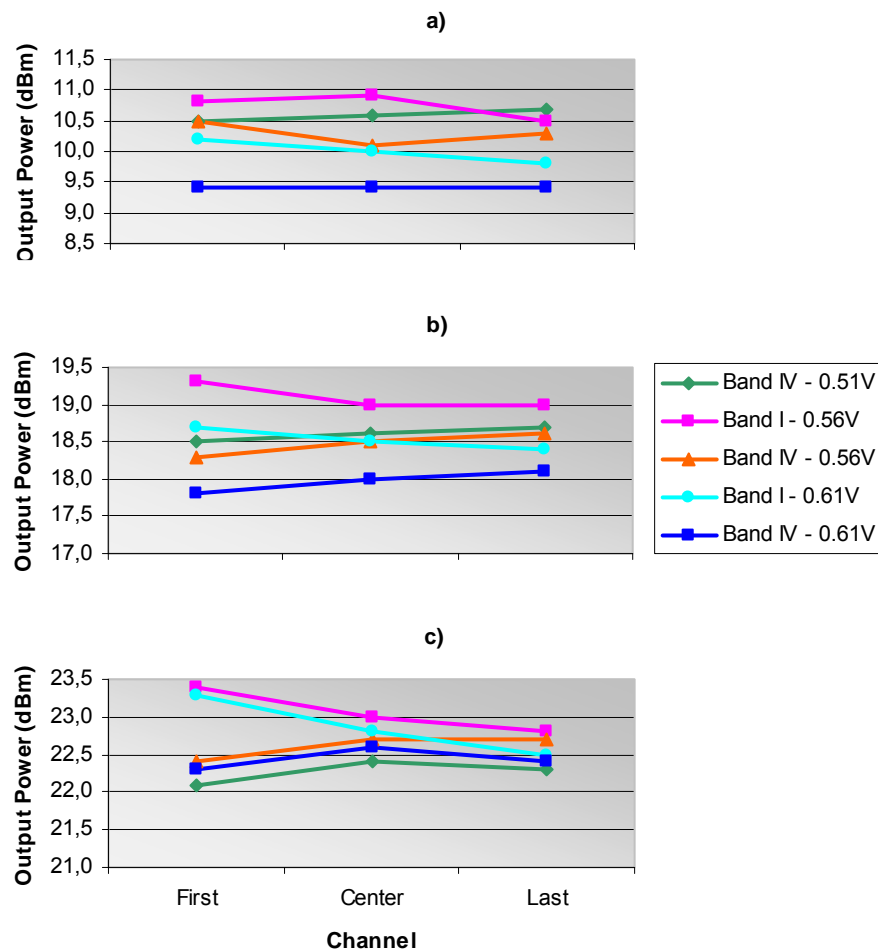 a)
Output Power (dBm)
11,5
11,0
10,5
10,0
9,5
9,0
8,5
b)
Output Power (dBm)
19,5
19,0
18,5
18,0
17,5
17,0
Band IV - 0.51V
Band I - 0.56V
Band IV - 0.56V
Band I - 0.61V
Band IV - 0.61V
c)
Output Power (dBm)
23,5
23,0
22,5
22,0
21,5
21,0
First Center Last
Channel